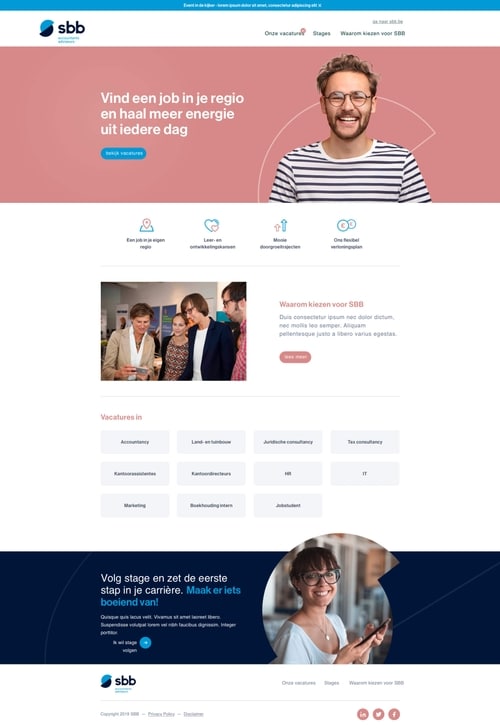 Event in de kijker - lorem ipsum dolor sit amet, consectetur adipiscing elit ✕
ga naar sbb.be
sbb
accountants
adviseurs
Onze vacatures
Stages
Waarom kiezen voor SBB
Vind een job in je regio
en haal meer energie
uit iedere dag
bekijk vacatures
Een job in je eigen
regio
Leer- en
ontwikkelingskansen
Mooie
doorgroeitrojecten
Ons flexibel
verloningsplan
Waarom kiezen voor SBB
Duis consectetur ipsum nec dolor dictum,
nec mollis leo semper. Aliquam
pellentesque justo a libero varius egestas.
lees meer
Vacatures in
Accountancy
Land- en tuinbouw
Juridische consultancy
Tax consultancy
Kantoorassistentes
Kantoordirecteurs
HR
IT
Marketing
Boekhouding intern
Jobstudent
Volg stage en zet de eerste
stap in je carrière. Maak er iets
boeiend van!
Quisque quis lacus velit. Vivamus sit amet laoreet libero.
Suspendisse volutpat lorem vel nibh faucibus dignissim. Integer
porttitor.
Ik wil stage
volgen
sbb
accountants
adviseurs
Onze vacatures
Stages
Waarom kiezen voor SBB
Copyright 2019 SBB — Privacy Policy — Disclaimer